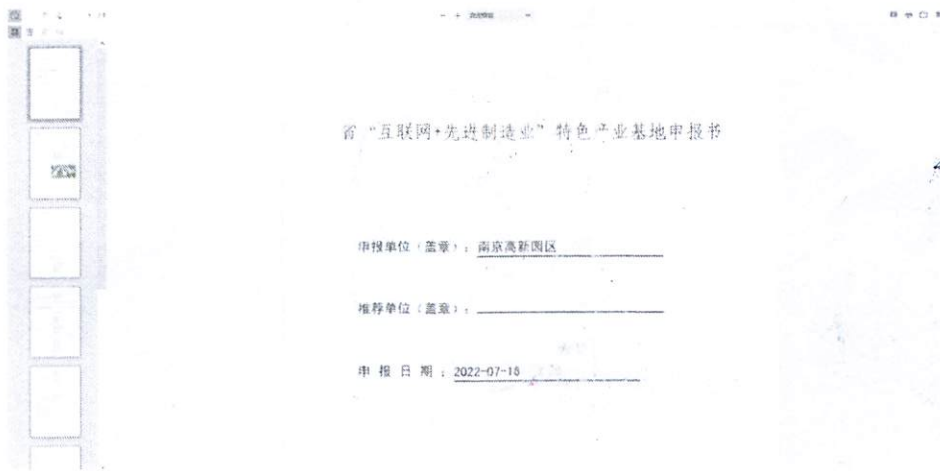 省“互联网+先进制造业”特色产业基地申报书
申报单位（盖章）：南京高新园区
推荐单位（盖章）：
申 报 日 期 ：2022-07-18